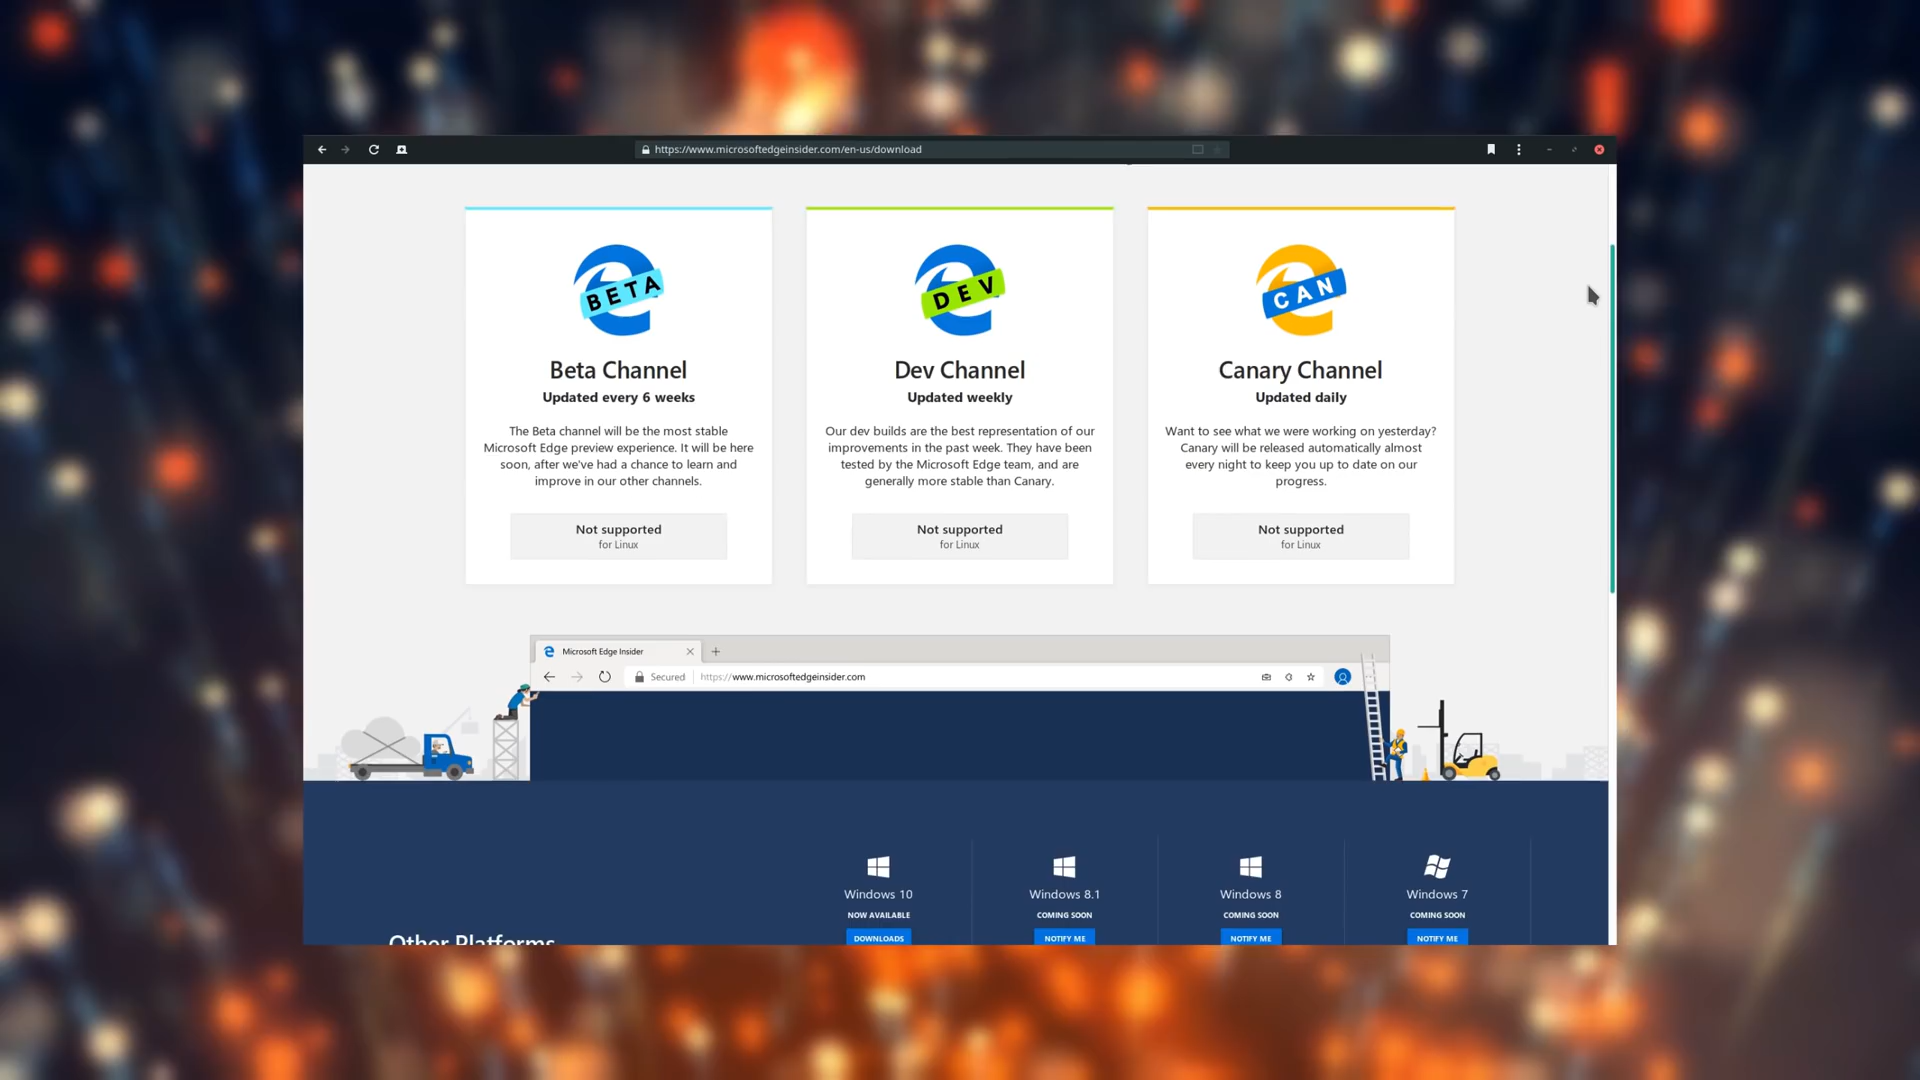 https://www.microsoftedgeinsider.com/en-us/download
BETA
DEV
CAN
Beta Channel
Updated every 6 weeks
The Beta channel will be the most stable
Microsoft Edge preview experience. It will be here
soon, after we've had a chance to learn and
improve in our other channels.
Not supported
for Linux
Dev Channel
Updated weekly
Our dev builds are the best representation of our
improvements in the past week. They have been
tested by the Microsoft Edge team, and are
generally more stable than Canary.
Not supported
for Linux
Canary Channel
Updated daily
Want to see what we were working on yesterday?
Canary will be released automatically almost
every night to keep you up to date on our
progress.
Not supported
for Linux
Microsoft Edge Insider
Secured
https://www.microsoftedgeinsider.com
Other Platforms
Windows 10
NOW AVAILABLE
DOWNLOADS
Windows 8.1
COMING SOON
NOTIFY ME
Windows 8
COMING SOON
NOTIFY ME
Windows 7
COMING SOON
NOTIFY ME